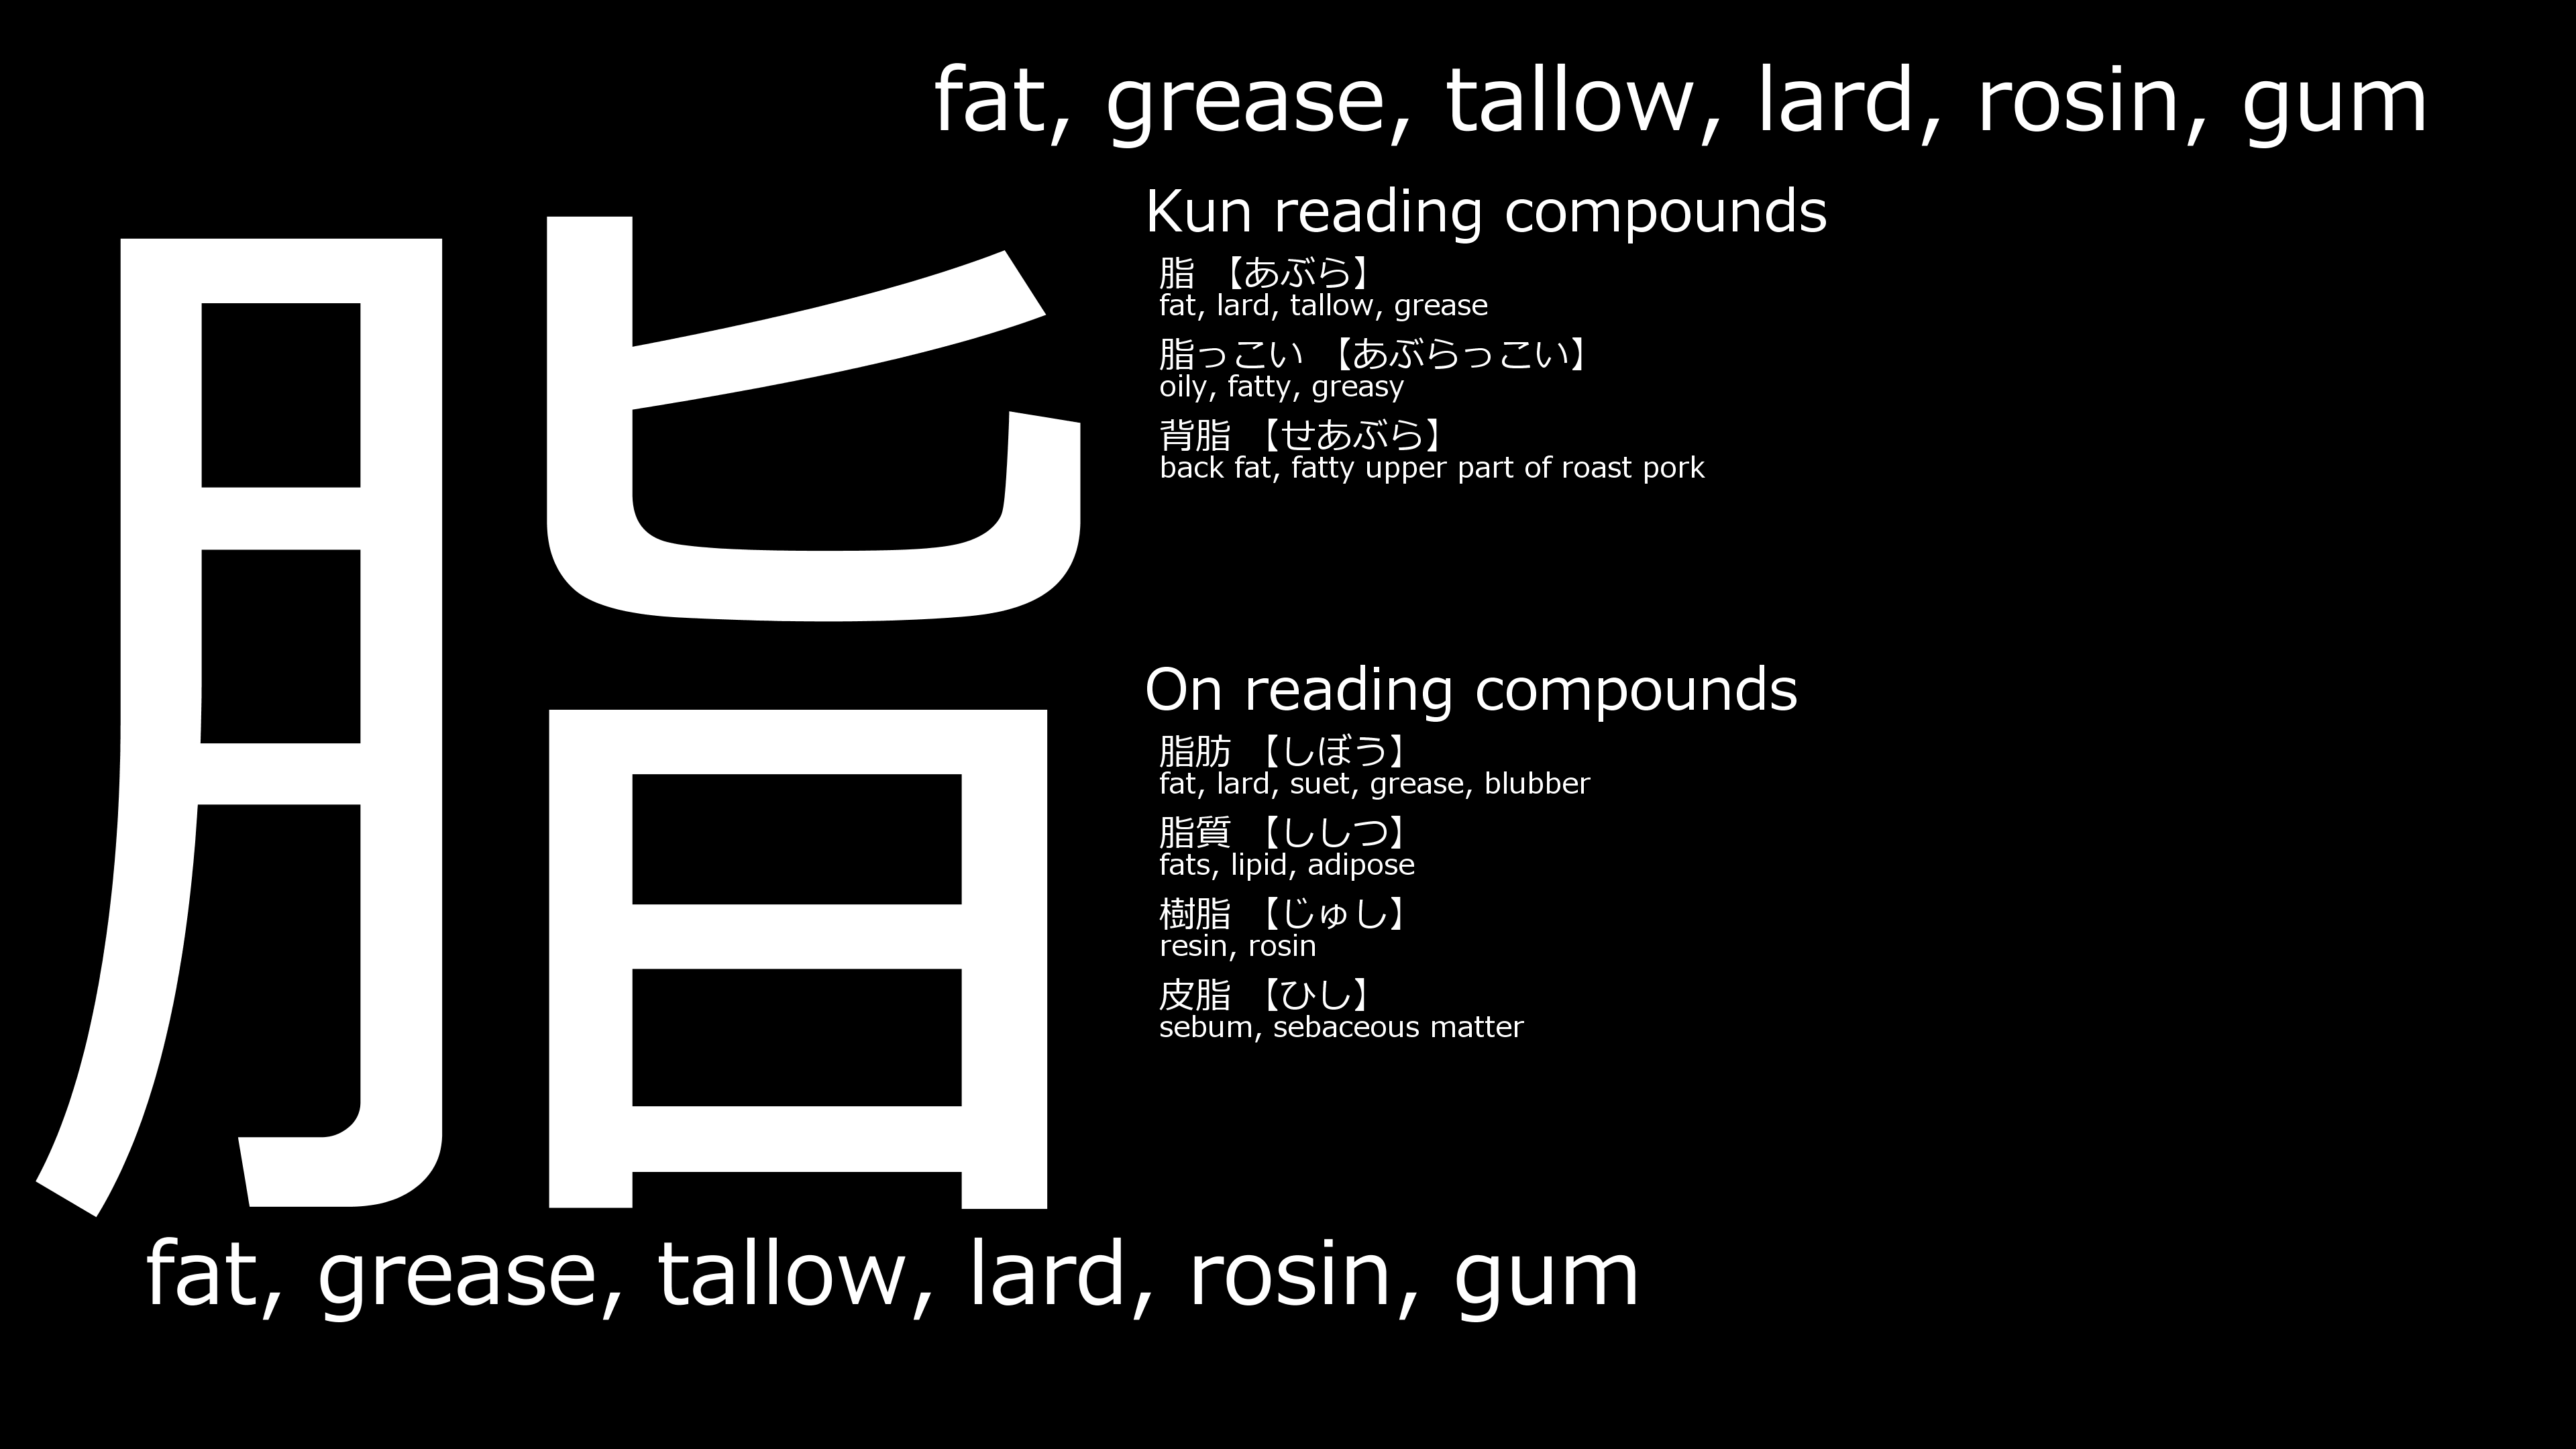 fat, grease, tallow, lard, rosin, gum
脂
Kun reading compounds
脂 【あぶら】
fat, lard, tallow, grease
脂っこい 【あぶらっこい】
oily, fatty, greasy
背脂 【せあぶら】
back fat, fatty upper part of roast pork
On reading compounds
脂肪 【しぼう】
fat, lard, suet, grease, blubber
脂質 【ししつ】
fats, lipid, adipose
樹脂 【じゅし】
resin, rosin
皮脂 【ひし】
sebum, sebaceous matter
fat, grease, tallow, lard, rosin, gum